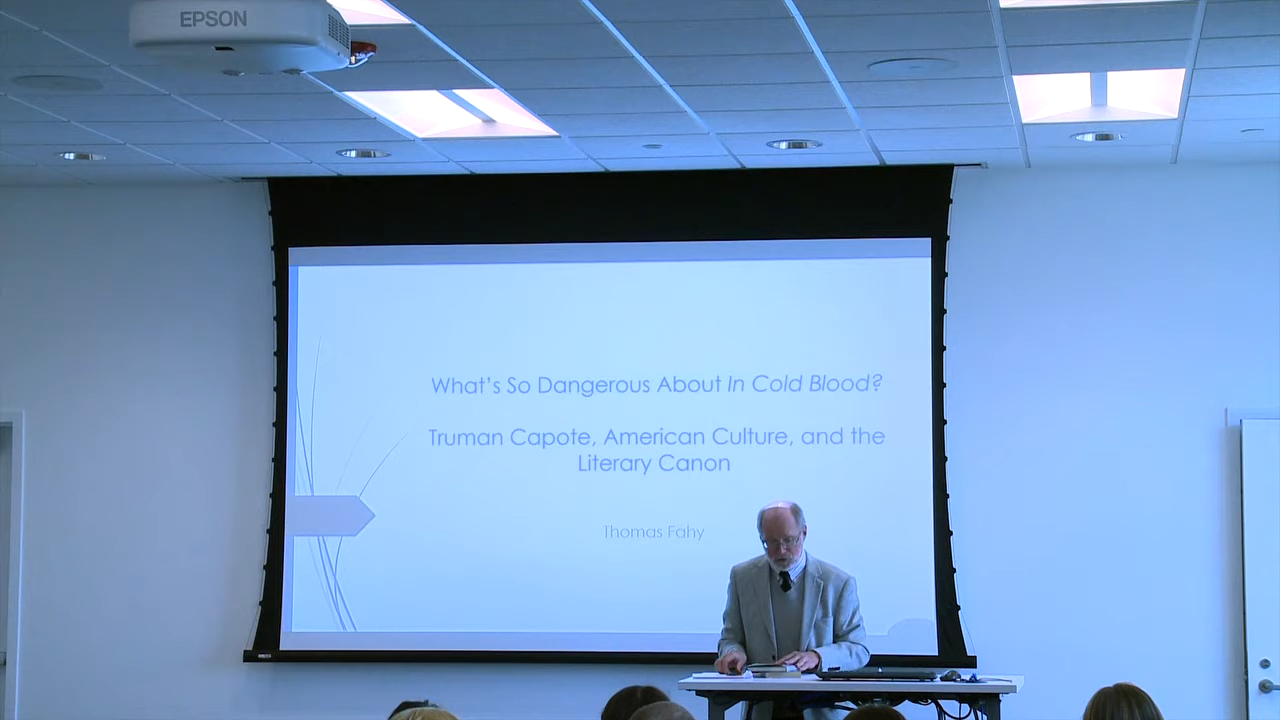 EPSON
What's So Dangerous About In Cold Blood?
Truman Capote, American Culture, and the
Literary Canon
Thomas Fahy